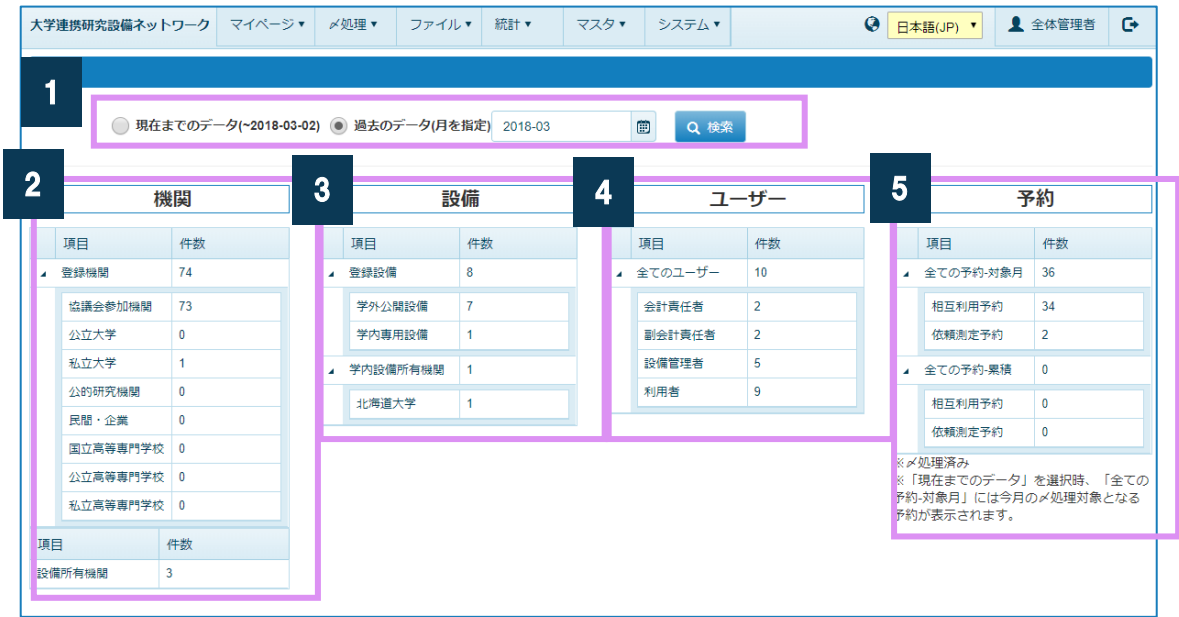 大学連携研究設備ネットワーク マイページ▼ 〆処理▼ ファイル▼ 統計▼ マスタ▼ システム▼ 日本語(JP) ▼ 全体管理者
1
現在までのデータ(~2018-03-02) 過去のデータ(月を指定) 2018-03 検索
2
機関
項目 件数
登録機関 74
協議会参加機関 73
公立大学 0
私立大学 1
公的研究機関 0
民間・企業 0
国立高等専門学校 0
公立高等専門学校 0
私立高等専門学校 0
項目 件数
設備所有機関 3
3
設備
項目 件数
登録設備 8
学外公開設備 7
学内専用設備 1
学内設備所有機関 1
北海道大学 1
4
ユーザー
項目 件数
全てのユーザー 10
会計責任者 2
副会計責任者 2
設備管理者 5
利用者 9
5
予約
項目 件数
全ての予約-対象月 36
相互利用予約 34
依頼測定予約 2
全ての予約-累積 0
相互利用予約 0
依頼測定予約 0
※〆処理済み
※「現在までのデータ」を選択時、「全ての
予約-対象月」には今月の〆処理対象となる
予約が表示されます。